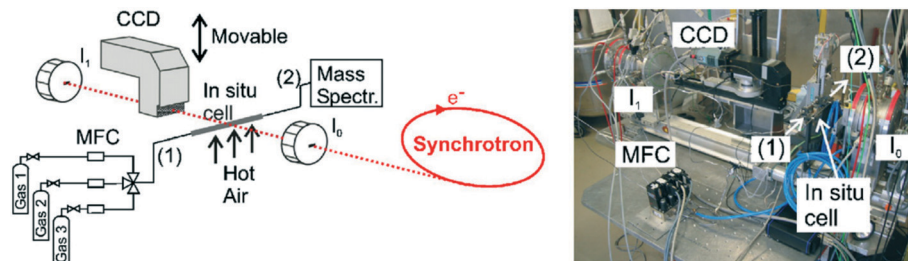 CCD
Movable
I1
In situ
cell
(2)
Mass
Spectr.
I0
e-
Synchrotron
MFC
(1)
Hot
Air
Gas 1
Gas 2
Gas 3
CCD
(2)
I1
(1)
I0
MFC
In situ
cell